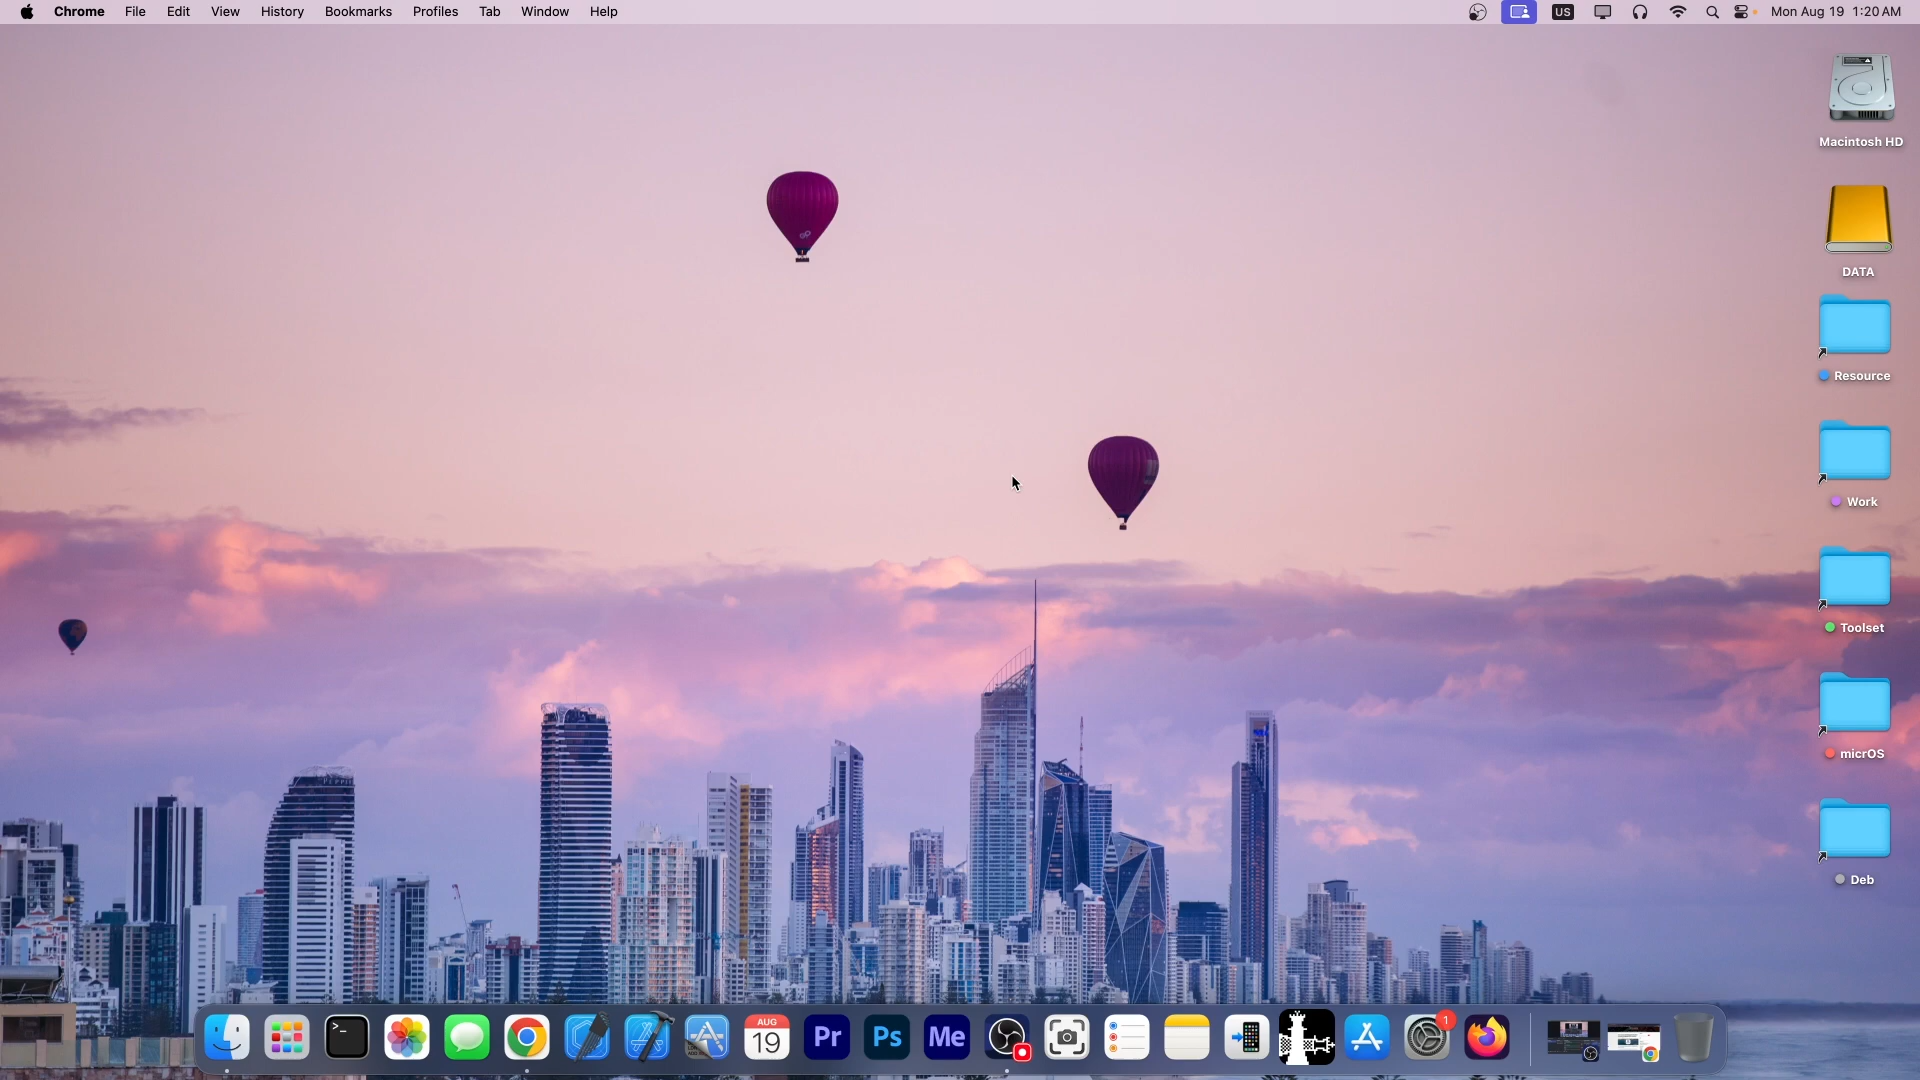 Chrome File Edit View History Bookmarks Profiles Tab Window Help US Mon Aug 19 1:20 AM
Macintosh HD
DATA
Resource
Work
Toolset
micrOS
Deb
>_
AUG
19
Pr
Ps
Me
1